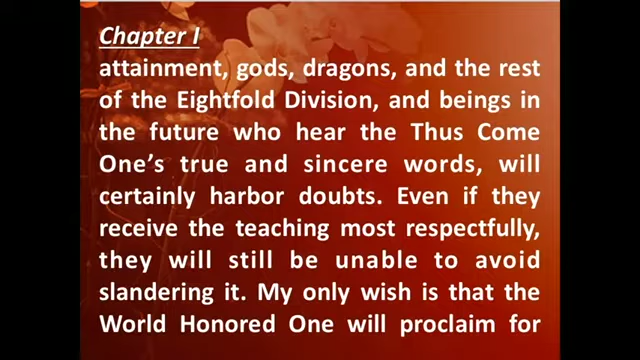 Chapter I
attainment, gods, dragons, and the rest
of the Eightfold Division, and beings in
the future who hear the Thus Come
One's true and sincere words, will
certainly harbor doubts. Even if they
receive the teaching most respectfully,
they will still be unable to avoid
slandering it. My only wish is that the
World Honored One will proclaim for